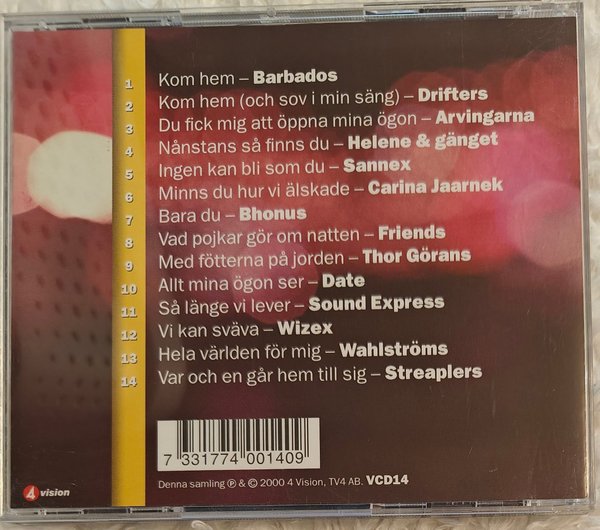 1 Kom hem – Barbados
2 Kom hem (och sov i min säng) – Drifters
3 Du fick mig att öppna mina ögon – Arvingarna
4 Nånstans så finns du – Helene & gänget
5 Ingen kan bli som du – Sannex
6 Minns du hur vi älskade – Carina Jaarnek
7 Bara du – Bhonus
8 Vad pojkar gör om natten – Friends
9 Med fötterna på jorden – Thor Görans
10 Allt mina ögon ser – Date
11 Så länge vi lever – Sound Express
12 Vi kan sväva – Wizex
13 Hela världen för mig – Wahlströms
14 Var och en går hem till sig – Streaplers
7 331774 001409
4 vision
Denna samling ℗ & © 2000 4 Vision, TV4 AB. VCD14